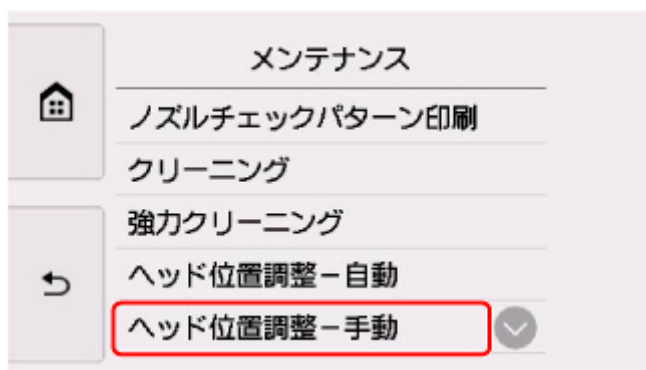 メンテナンス
ノズルチェックパターン印刷
クリーニング
強力クリーニング
ヘッド位置調整－自動
ヘッド位置調整－手動